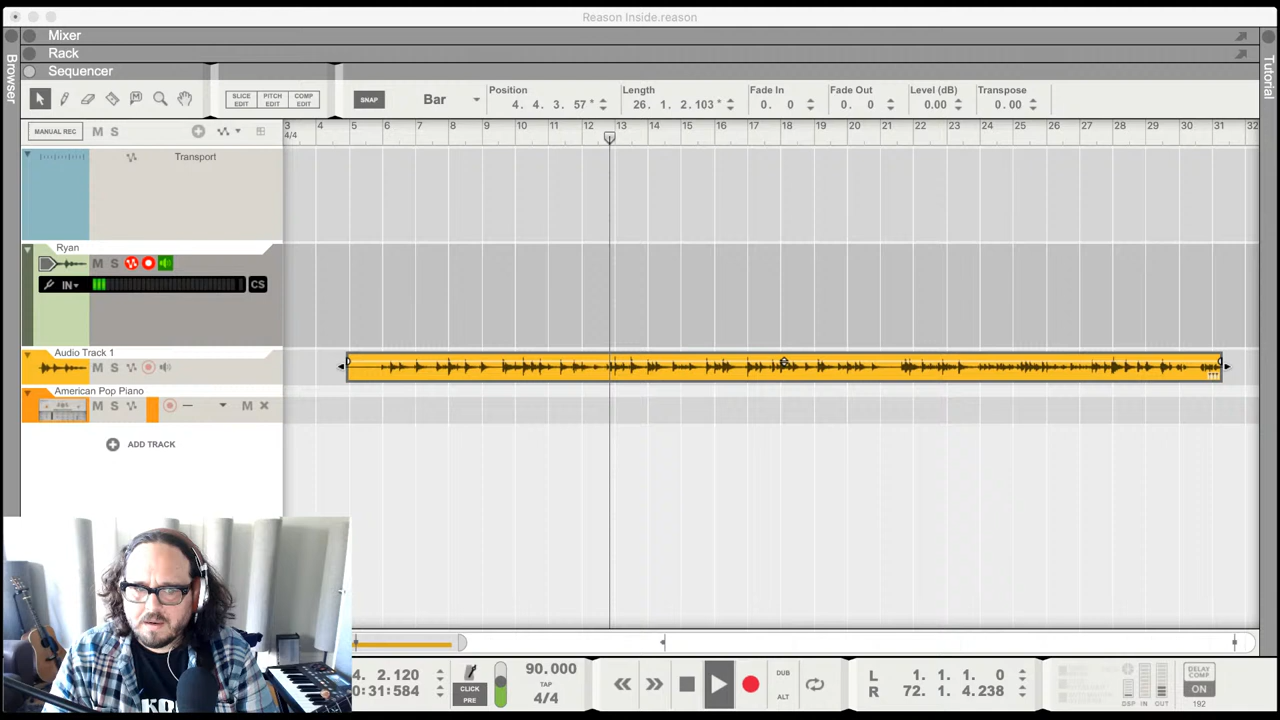 Reason Inside.reason
Mixer
Rack
Sequencer
Browser
Tutorial
SLICE EDIT
PITCH EDIT
COMP EDIT
SNAP
Bar
Position
4. 4. 3. 57 *
Length
26. 1. 2.103 *
Fade In
0. 0
Fade Out
0. 0
Level (dB)
0.00
Transpose
0.00
MANUAL REC
M S
3 4 5 6 7 8 9 10 11 12 13 14 15 16 17 18 19 20 21 22 23 24 25 26 27 28 29 30 31 32
4/4
Transport
Ryan
M S
IN
CS
Audio Track 1
M S
American Pop Piano
M S
M
ADD TRACK
4. 2.120
0:31:584
CLICK
PRE
90.000
TAP
4/4
DUB
ALT
L 1. 1. 1. 0
R 72. 1. 4.238
DSP IN OUT
DELAY
COMP
ON
192